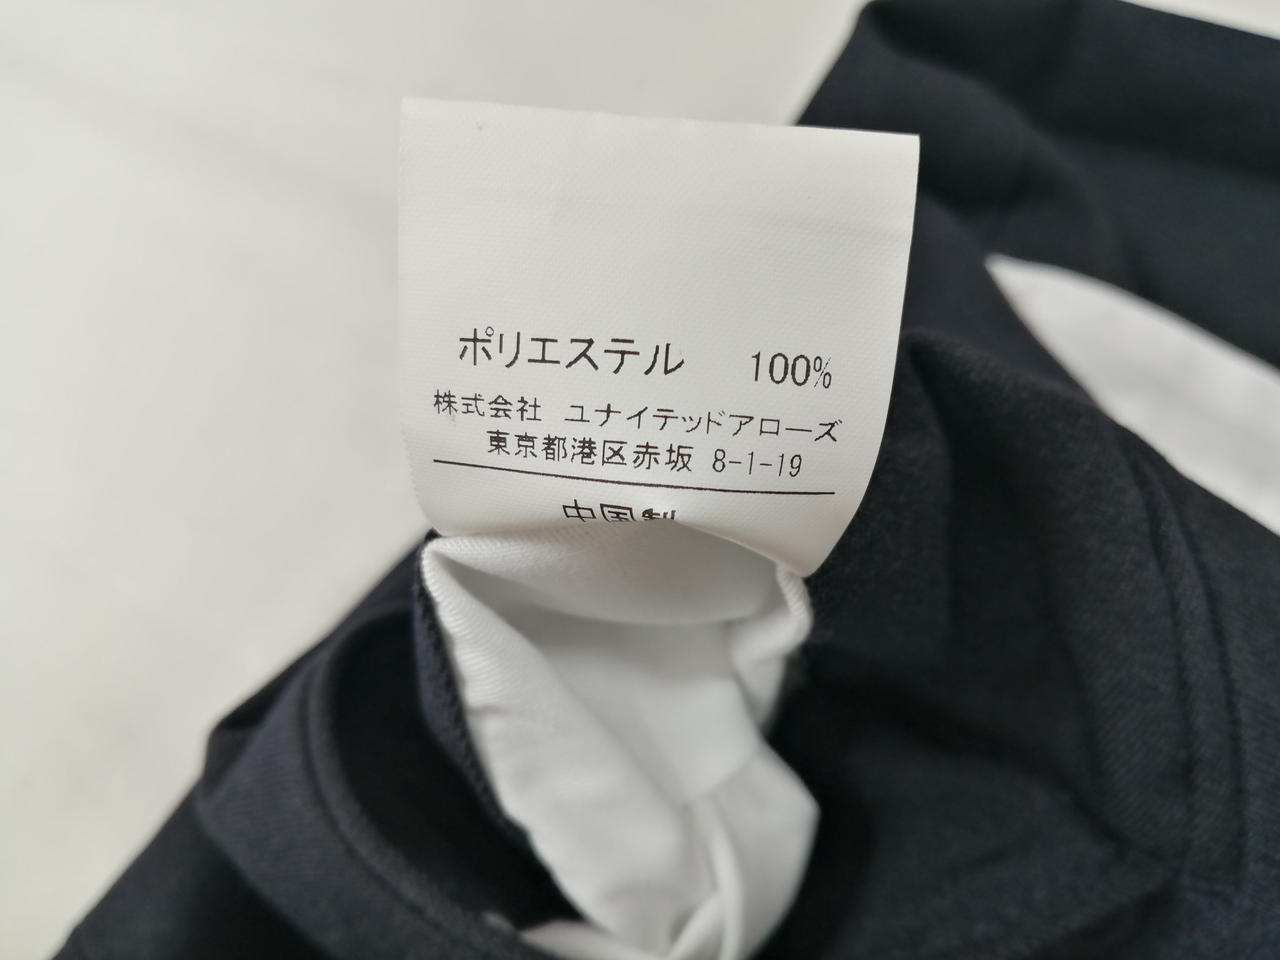 ポリエステル 100%
株式会社 ユナイテッドアローズ
東京都港区赤坂 8-1-19
中国製